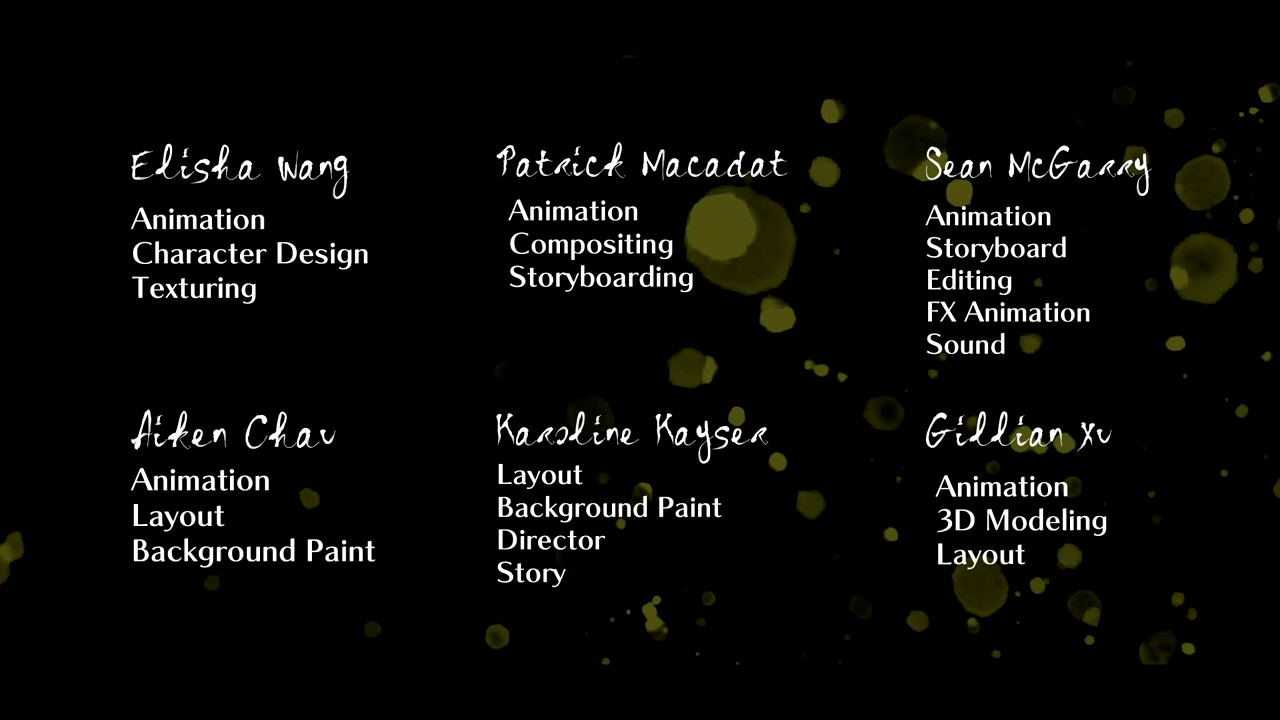 Elisha Wang
Animation
Character Design
Texturing
Patrick Macadat
Animation
Compositing
Storyboarding
Sean McGarry
Animation
Storyboard
Editing
FX Animation
Sound
Aiken Chau
Animation
Layout
Background Paint
Karoline Kayser
Layout
Background Paint
Director
Story
Gillian Xu
Animation
3D Modeling
Layout